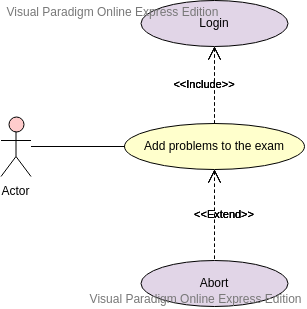 Visual Paradigm Online Express Edition
Login
<<Include>>
Add problems to the exam
Actor
<<Extend>>
Abort
Visual Paradigm Online Express Edition